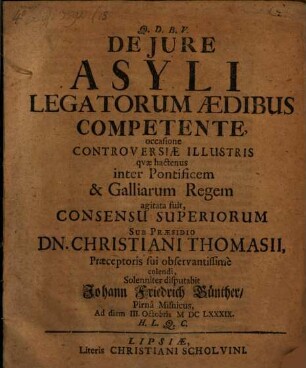 Q. D. B. V.
DE JURE
ASYLI
LEGATORUM ÆDIBUS
COMPETENTE,
occasione
CONTROVERSIÆ ILLUSTRIS
qvæ hactenus
inter Pontificem
& Galliarum Regem
agitata fuit,
CONSENSU SUPERIORUM
SUB PRÆSIDIO
DN. CHRISTIANI THOMASII,
Præceptoris sui observantissimè
colendi,
Solenniter disputabit
Johann Friedrich Günther/
Pirnâ Misnicus,
Ad diem III. Octobris M DC LXXXIX.
H. L. Q. C.
LIPSIÆ,
Literis CHRISTIANI SCHOLVINI.